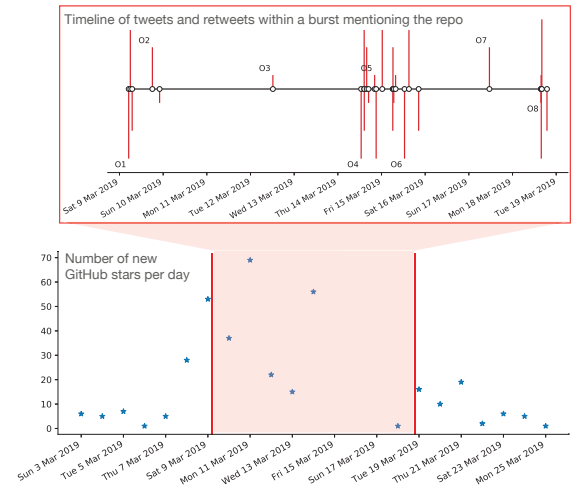 Timeline of tweets and retweets within a burst mentioning the repo
O2
O7
O3
O5
O8
O1
O4
O6
Sat 9 Mar 2019
Sun 10 Mar 2019
Mon 11 Mar 2019
Tue 12 Mar 2019
Wed 13 Mar 2019
Thu 14 Mar 2019
Fri 15 Mar 2019
Sat 16 Mar 2019
Sun 17 Mar 2019
Mon 18 Mar 2019
Tue 19 Mar 2019
Number of new
GitHub stars per day
70
60
50
40
30
20
10
0
Sun 3 Mar 2019
Tue 5 Mar 2019
Thu 7 Mar 2019
Sat 9 Mar 2019
Mon 11 Mar 2019
Wed 13 Mar 2019
Fri 15 Mar 2019
Sun 17 Mar 2019
Tue 19 Mar 2019
Thu 21 Mar 2019
Sat 23 Mar 2019
Mon 25 Mar 2019